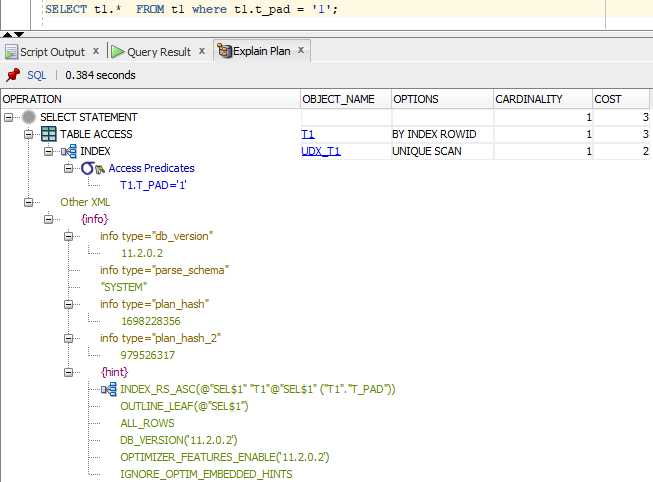 SELECT t1.* FROM t1 where t1.t_pad = '1';
Script Output x Query Result x Explain Plan x
SQL | 0.384 seconds
OPERATION OBJECT_NAME OPTIONS CARDINALITY COST
SELECT STATEMENT 1 3
TABLE ACCESS T1 BY INDEX ROWID 1 3
INDEX UDX_T1 UNIQUE SCAN 1 2
Access Predicates
T1.T_PAD='1'
Other XML
{info}
info type="db_version"
11.2.0.2
info type="parse_schema"
"SYSTEM"
info type="plan_hash"
1698228356
info type="plan_hash_2"
979526317
{hint}
INDEX_RS_ASC(@"SEL$1" "T1"@"SEL$1" ("T1"."T_PAD"))
OUTLINE_LEAF(@"SEL$1")
ALL_ROWS
DB_VERSION('11.2.0.2')
OPTIMIZER_FEATURES_ENABLE('11.2.0.2')
IGNORE_OPTIM_EMBEDDED_HINTS